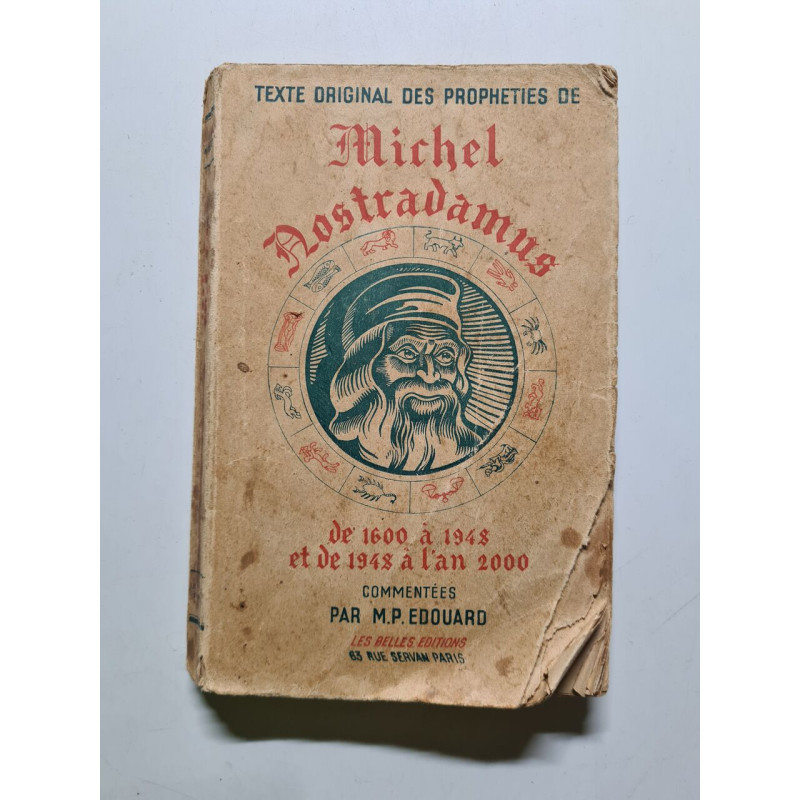 TEXTE ORIGINAL DES PROPHETIES DE
Michel
Nostradamus
de 1600 à 1948
et de 1948 à l'an 2000
COMMENTÉES
PAR M.P. EDOUARD
LES BELLES EDITIONS
63 RUE SERVAN PARIS